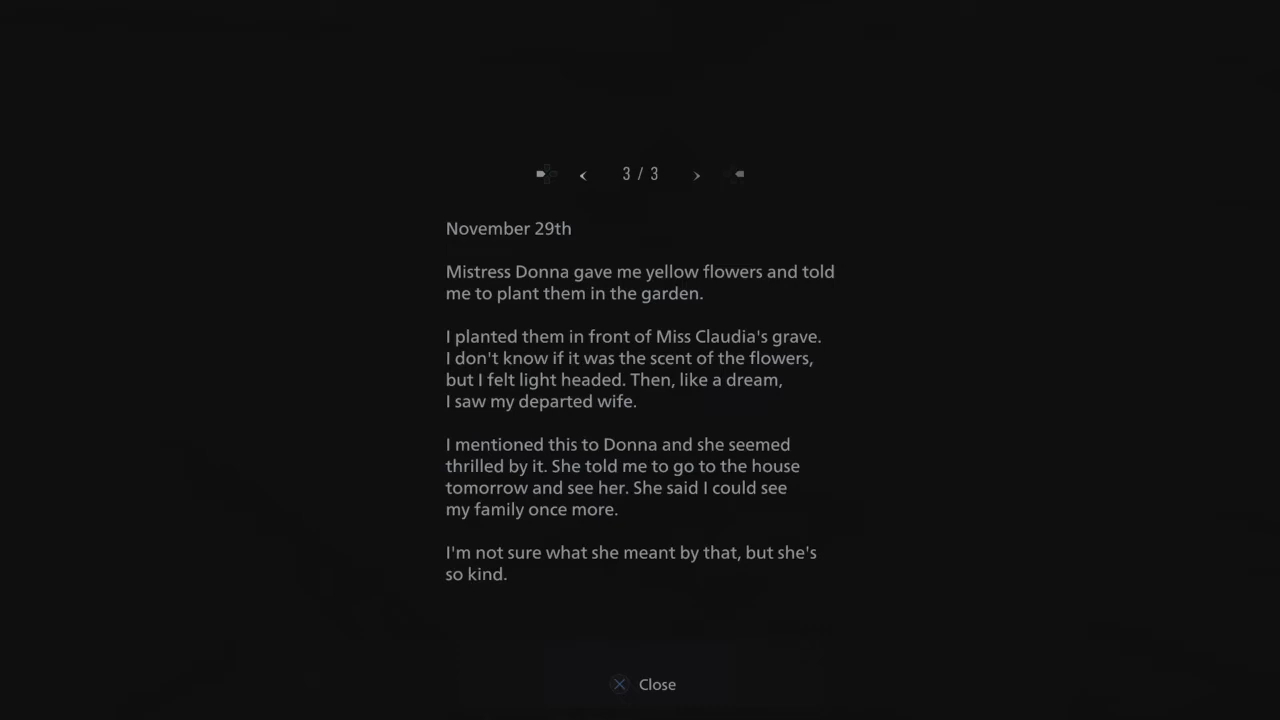 3 / 3
November 29th
Mistress Donna gave me yellow flowers and told
me to plant them in the garden.
I planted them in front of Miss Claudia's grave.
I don't know if it was the scent of the flowers,
but I felt light headed. Then, like a dream,
I saw my departed wife.
I mentioned this to Donna and she seemed
thrilled by it. She told me to go to the house
tomorrow and see her. She said I could see
my family once more.
I'm not sure what she meant by that, but she's
so kind.
Close